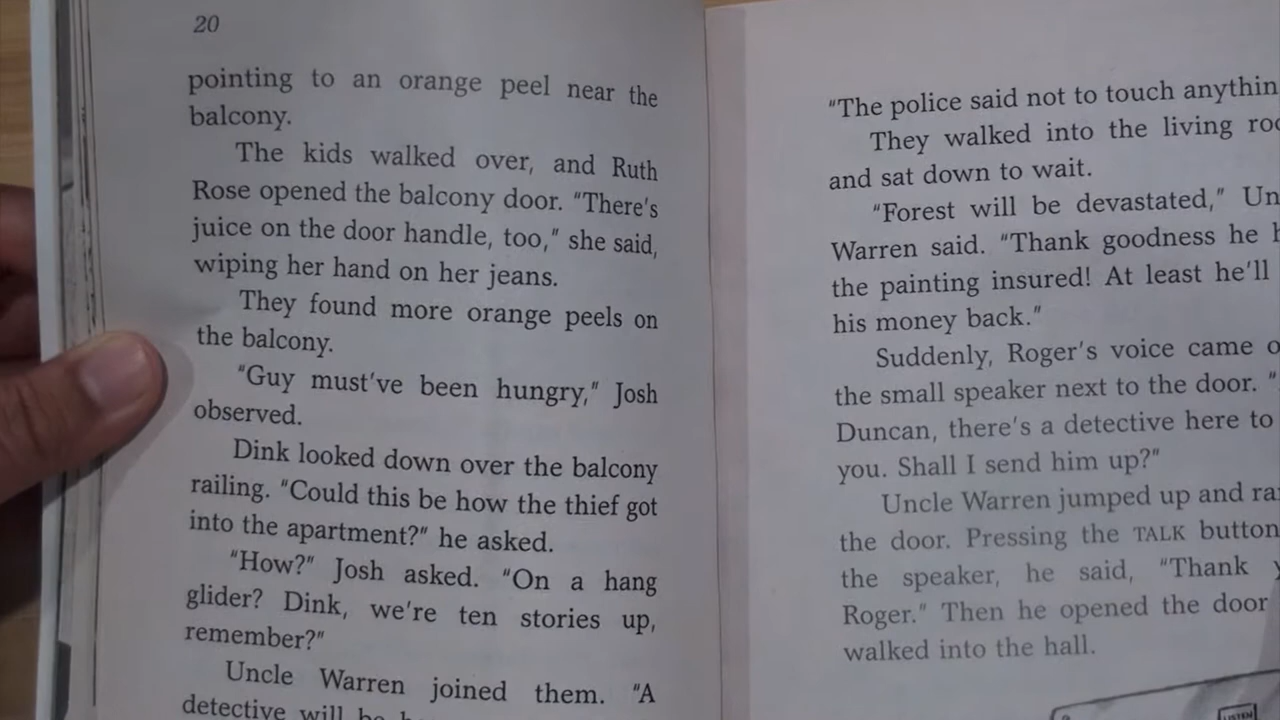 20
pointing to an orange peel near the
balcony.
The kids walked over, and Ruth
Rose opened the balcony door. "There's
juice on the door handle, too," she said,
wiping her hand on her jeans.
They found more orange peels on
the balcony.
"Guy must've been hungry," Josh
observed.
Dink looked down over the balcony
railing. "Could this be how the thief got
into the apartment?" he asked.
"How?" Josh asked. "On a hang
glider? Dink, we're ten stories up,
remember?"
Uncle Warren joined them. "A
detective will
"The police said not to touch
They walked into the living
and sat down to wait.
"Forest will be devastated,"
Warren said. "Thank goodness he
the painting insured! At least he'll
his money back."
Suddenly, Roger's voice came
the small speaker next to the door. "
Duncan, there's a detective here to
you. Shall I send him up?"
Uncle Warren jumped up and
the door. Pressing the TALK button
the speaker, he said, "Thank
Roger." Then he opened the door
walked into the hall.
LISTEN